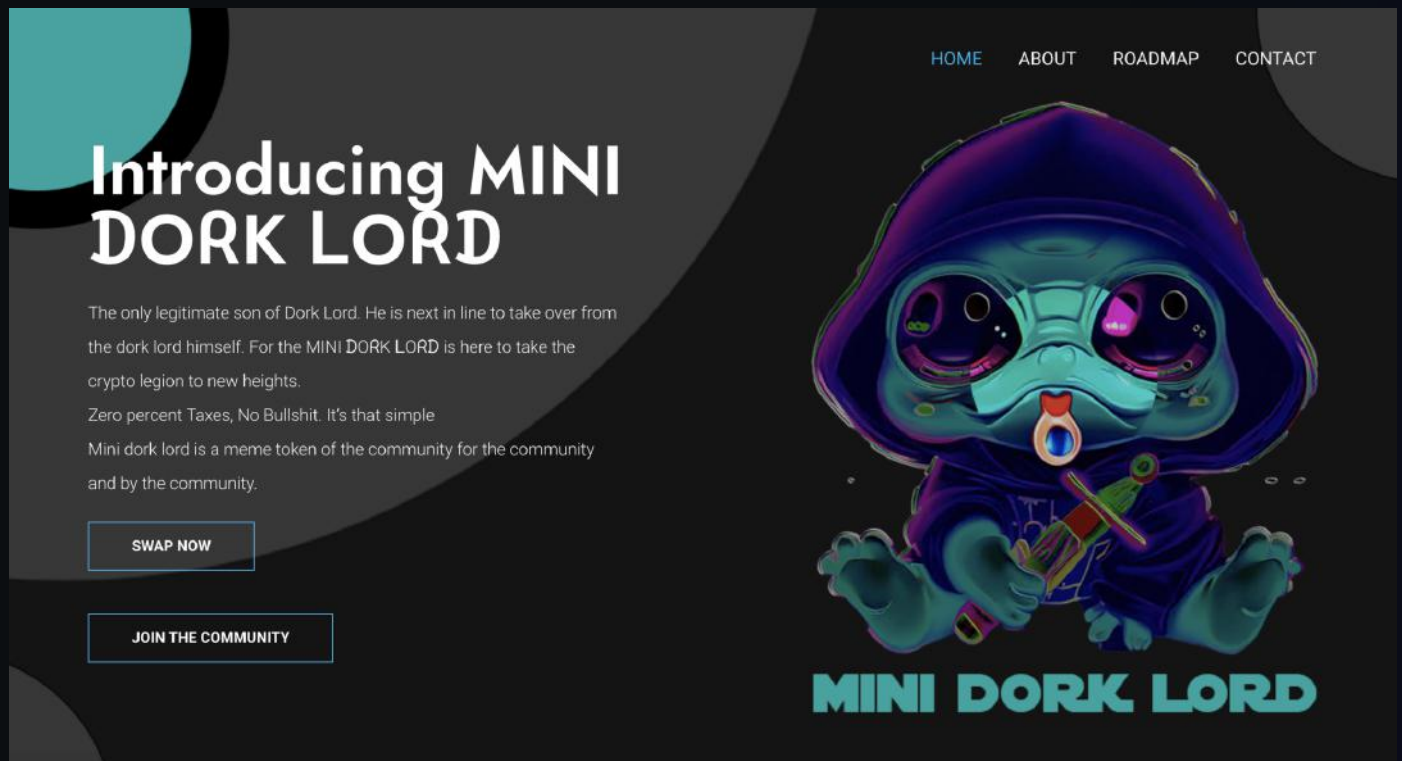 HOME ABOUT ROADMAP CONTACT
Introducing MINI
DORK LORD
The only legitimate son of Dork Lord. He is next in line to take over from
the dork lord himself. For the MINI DORK LORD is here to take the
crypto legion to new heights.
Zero percent Taxes, No Bullshit. It's that simple
Mini dork lord is a meme token of the community for the community
and by the community.
SWAP NOW
JOIN THE COMMUNITY
MINI DORK LORD